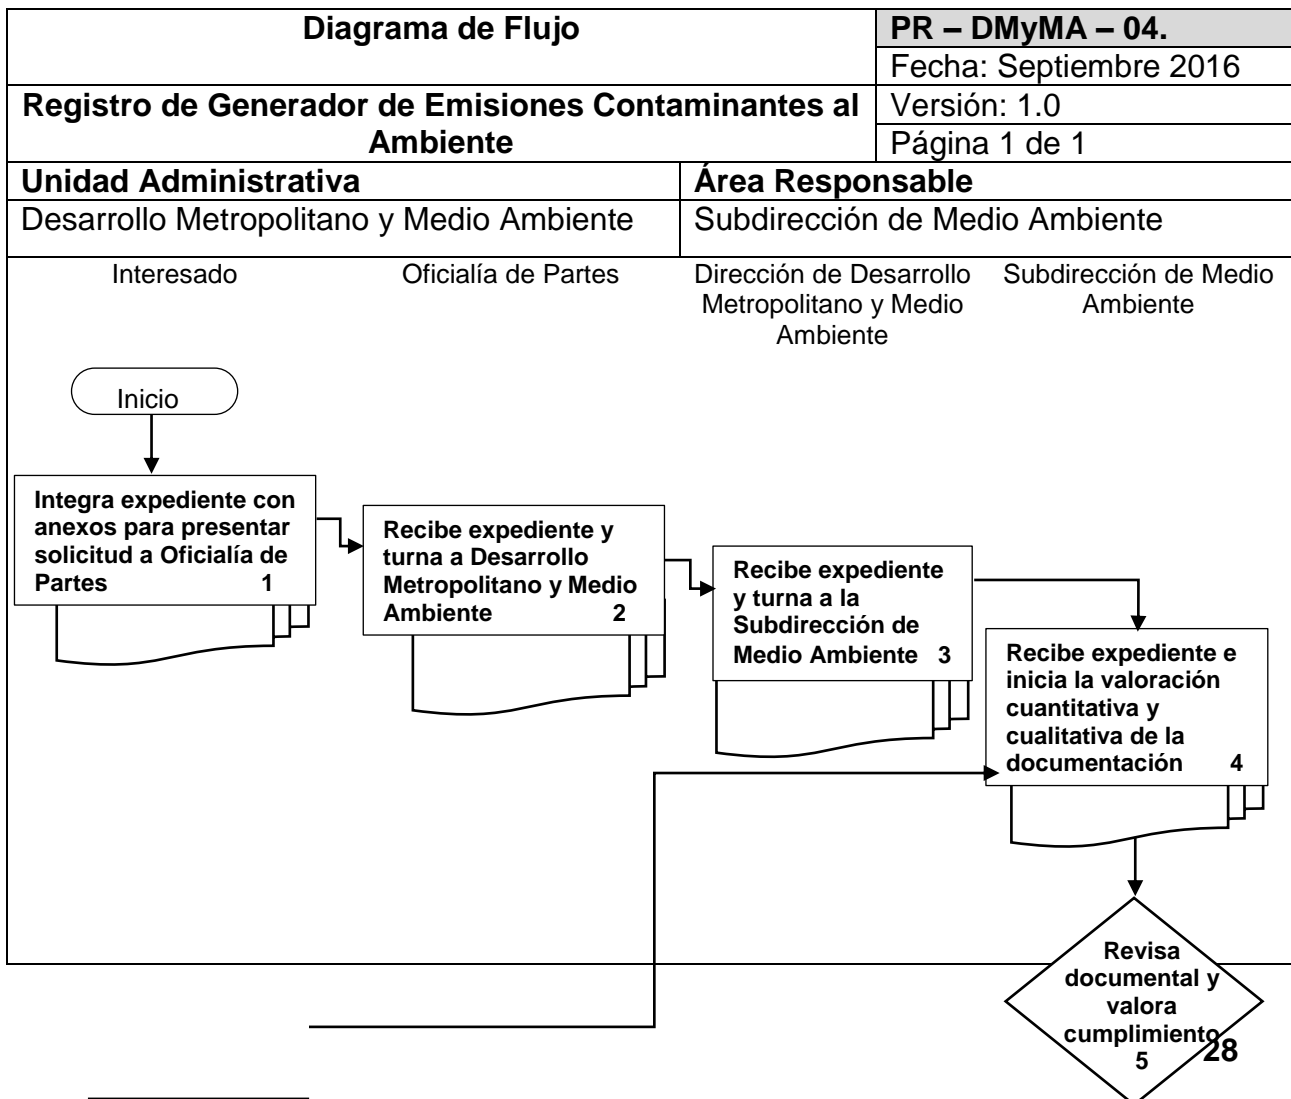 Diagrama de Flujo
PR – DMyMA – 04.
Fecha: Septiembre 2016
Registro de Generador de Emisiones Contaminantes al
Ambiente
Versión: 1.0
Página 1 de 1
Unidad Administrativa
Área Responsable
Desarrollo Metropolitano y Medio Ambiente
Subdirección de Medio Ambiente
Interesado
Oficialía de Partes
Dirección de Desarrollo
Metropolitano y Medio
Ambiente
Subdirección de Medio
Ambiente
Inicio
Integra expediente con
anexos para presentar
solicitud a Oficialía de
Partes 1
Recibe expediente y
turna a Desarrollo
Metropolitano y Medio
Ambiente 2
Recibe expediente
y turna a la
Subdirección de
Medio Ambiente 3
Recibe expediente e
inicia la valoración
cuantitativa y
cualitativa de la
documentación 4
Revisa
documental y
valora
cumplimiento
5
28